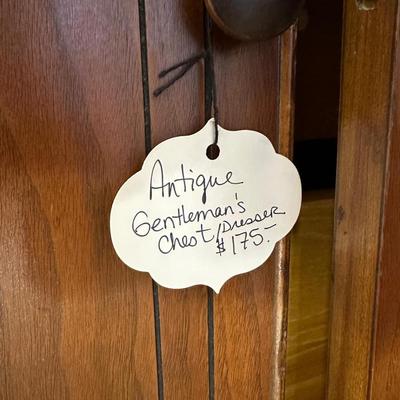 Antique
Gentleman's
Chest/Dresser
$175-